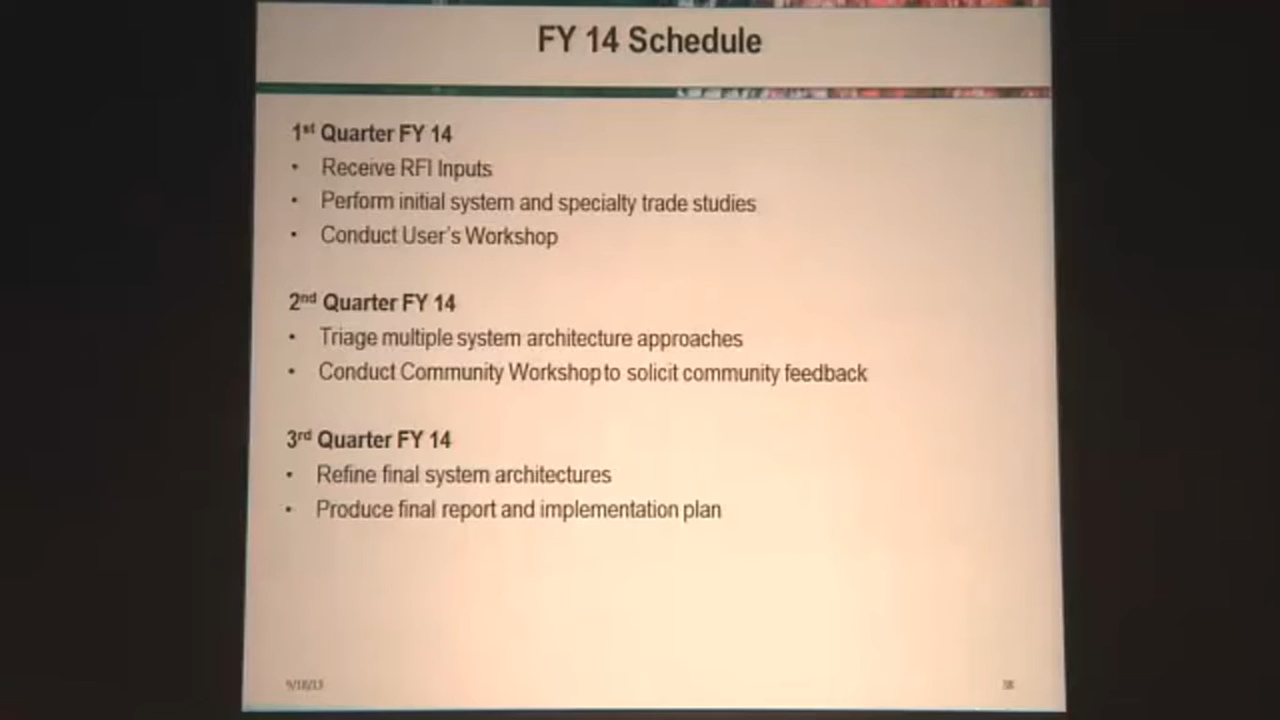 FY 14 Schedule
1st Quarter FY 14
• Receive RFI Inputs
• Perform initial system and specialty trade studies
• Conduct User's Workshop
2nd Quarter FY 14
• Triage multiple system architecture approaches
• Conduct Community Workshop to solicit community feedback
3rd Quarter FY 14
• Refine final system architectures
• Produce final report and implementation plan